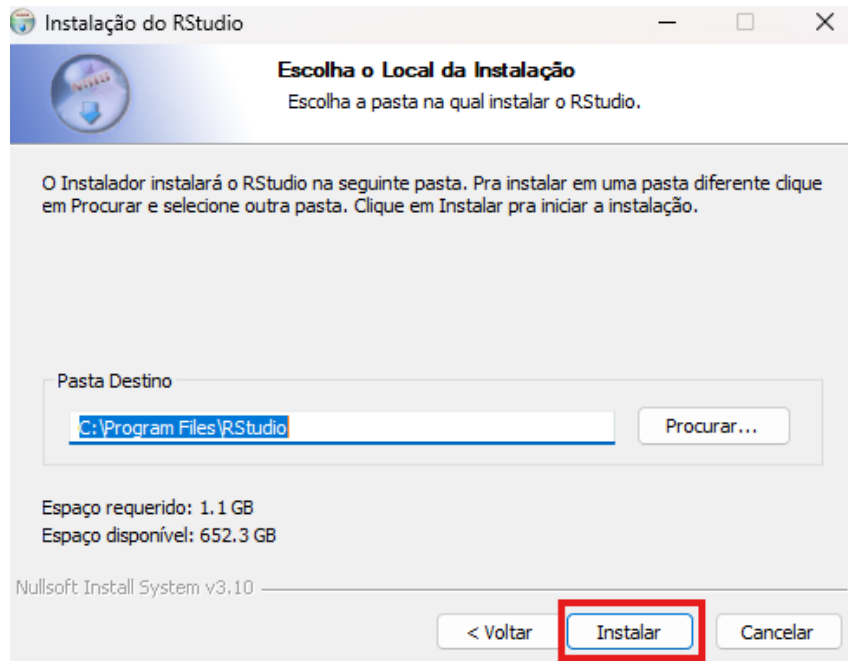 Instalação do RStudio
Escolha o Local da Instalação
Escolha a pasta na qual instalar o RStudio.
O Instalador instalará o RStudio na seguinte pasta. Pra instalar em uma pasta diferente clique
em Procurar e selecione outra pasta. Clique em Instalar pra iniciar a instalação.
Pasta Destino
C:\Program Files\RStudio
Procurar...
Espaço requerido: 1.1 GB
Espaço disponível: 652.3 GB
Nullsoft Install System v3.10
< Voltar
Instalar
Cancelar